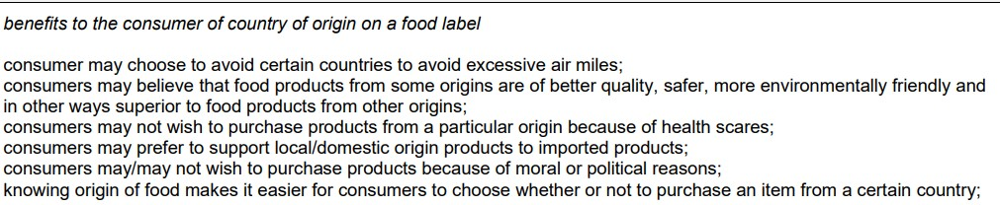 benefits to the consumer of country of origin on a food label
consumer may choose to avoid certain countries to avoid excessive air miles;
consumers may believe that food products from some origins are of better quality, safer, more environmentally friendly and
in other ways superior to food products from other origins;
consumers may not wish to purchase products from a particular origin because of health scares;
consumers may prefer to support local/domestic origin products to imported products;
consumers may/may not wish to purchase products because of moral or political reasons;
knowing origin of food makes it easier for consumers to choose whether or not to purchase an item from a certain country;